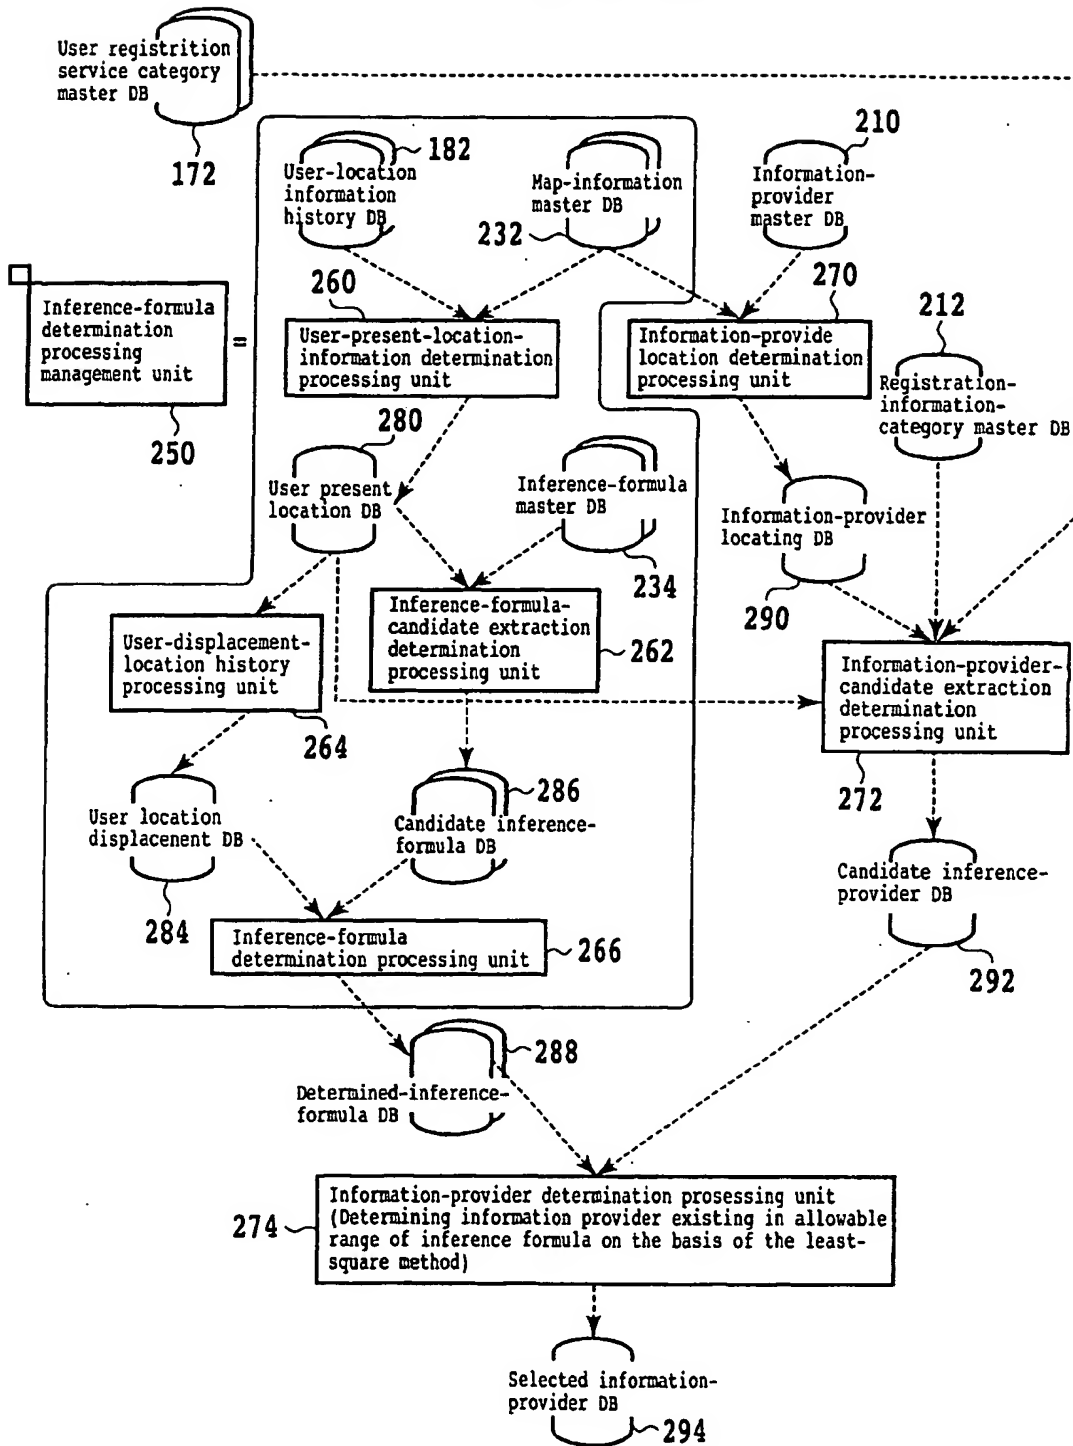 User registrition
service category
master DB
172
182
User-location
information
history DB
Map-information
master DB
232
210
Information-
provider
master DB
260
270
Inference-formula
determination
processing
management unit
=
250
User-present-location-
information determination
processing unit
Information-provide
location determination
processing unit
212
Registration-
information-
category master DB
280
User present
location DB
Inference-formula
master DB
234
Information-provider
locating DB
290
User-displacement-
location history
processing unit
264
Inference-formula-
candidate extraction
determination
processing unit
262
Information-provider-
candidate extraction
determination
processing unit
272
User location
displacenent DB
284
286
Candidate inference-
formula DB
Candidate inference-
provider DB
292
Inference-formula
determination processing unit
266
288
Determined-inference-
formula DB
274
Information-provider determination prosessing unit
(Determining information provider existing in allowable
range of inference formula on the basis of the least-
square method)
Selected information-
provider DB
294